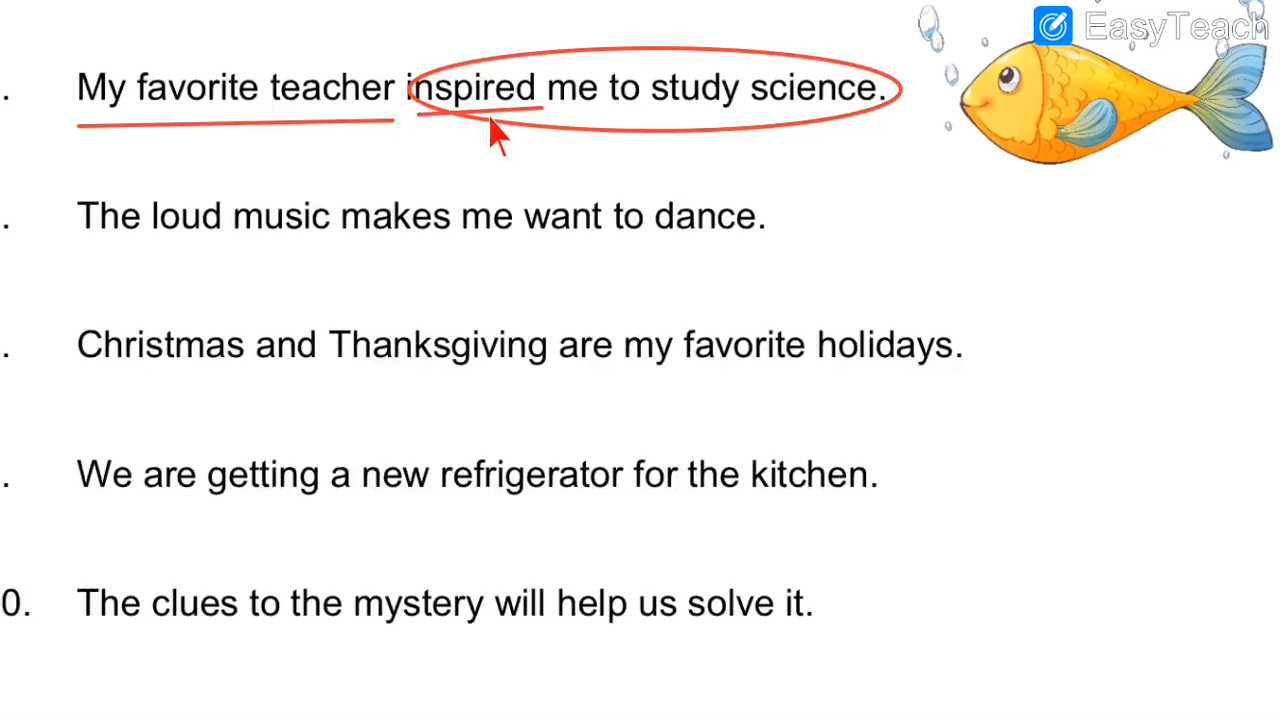 EasyTeach
. My favorite teacher inspired me to study science.
. The loud music makes me want to dance.
. Christmas and Thanksgiving are my favorite holidays.
. We are getting a new refrigerator for the kitchen.
0. The clues to the mystery will help us solve it.